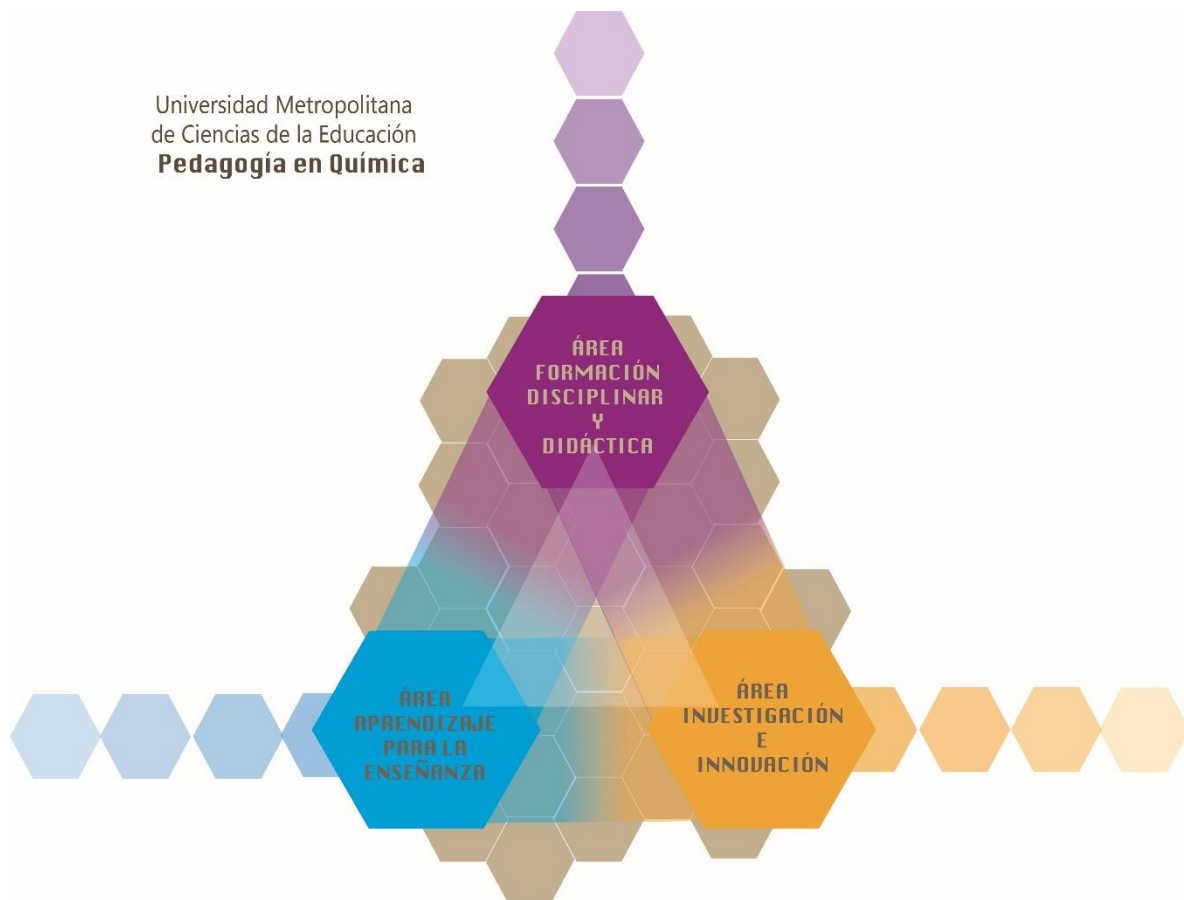 Universidad Metropolitana
de Ciencias de la Educación
Pedagogía en Química
ÁREA
FORMACIÓN
DISCIPLINAR
Y
DIDÁCTICA
ÁREA
APRENDIZAJE
PARA LA
ENSEÑANZA
ÁREA
INVESTIGACIÓN
E
INNOVACIÓN